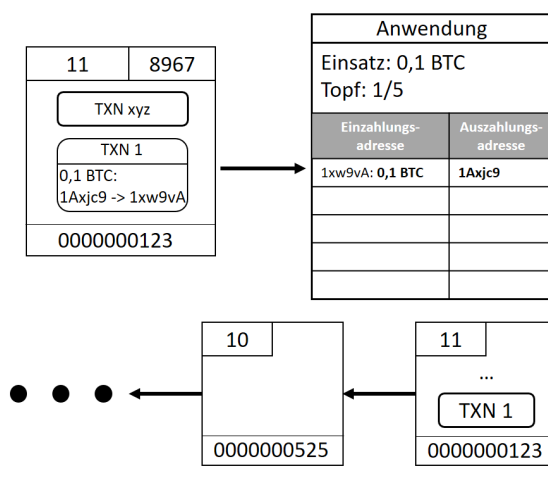 11 8967
TXN xyz
TXN 1
0,1 BTC:
1Axjc9 -> 1xw9vA
0000000123
Anwendung
Einsatz: 0,1 BTC
Topf: 1/5
Einzahlungs-
adresse
Auszahlungs-
adresse
1xw9vA: 0,1 BTC 1Axjc9
10
0000000525
11
...
TXN 1
0000000123